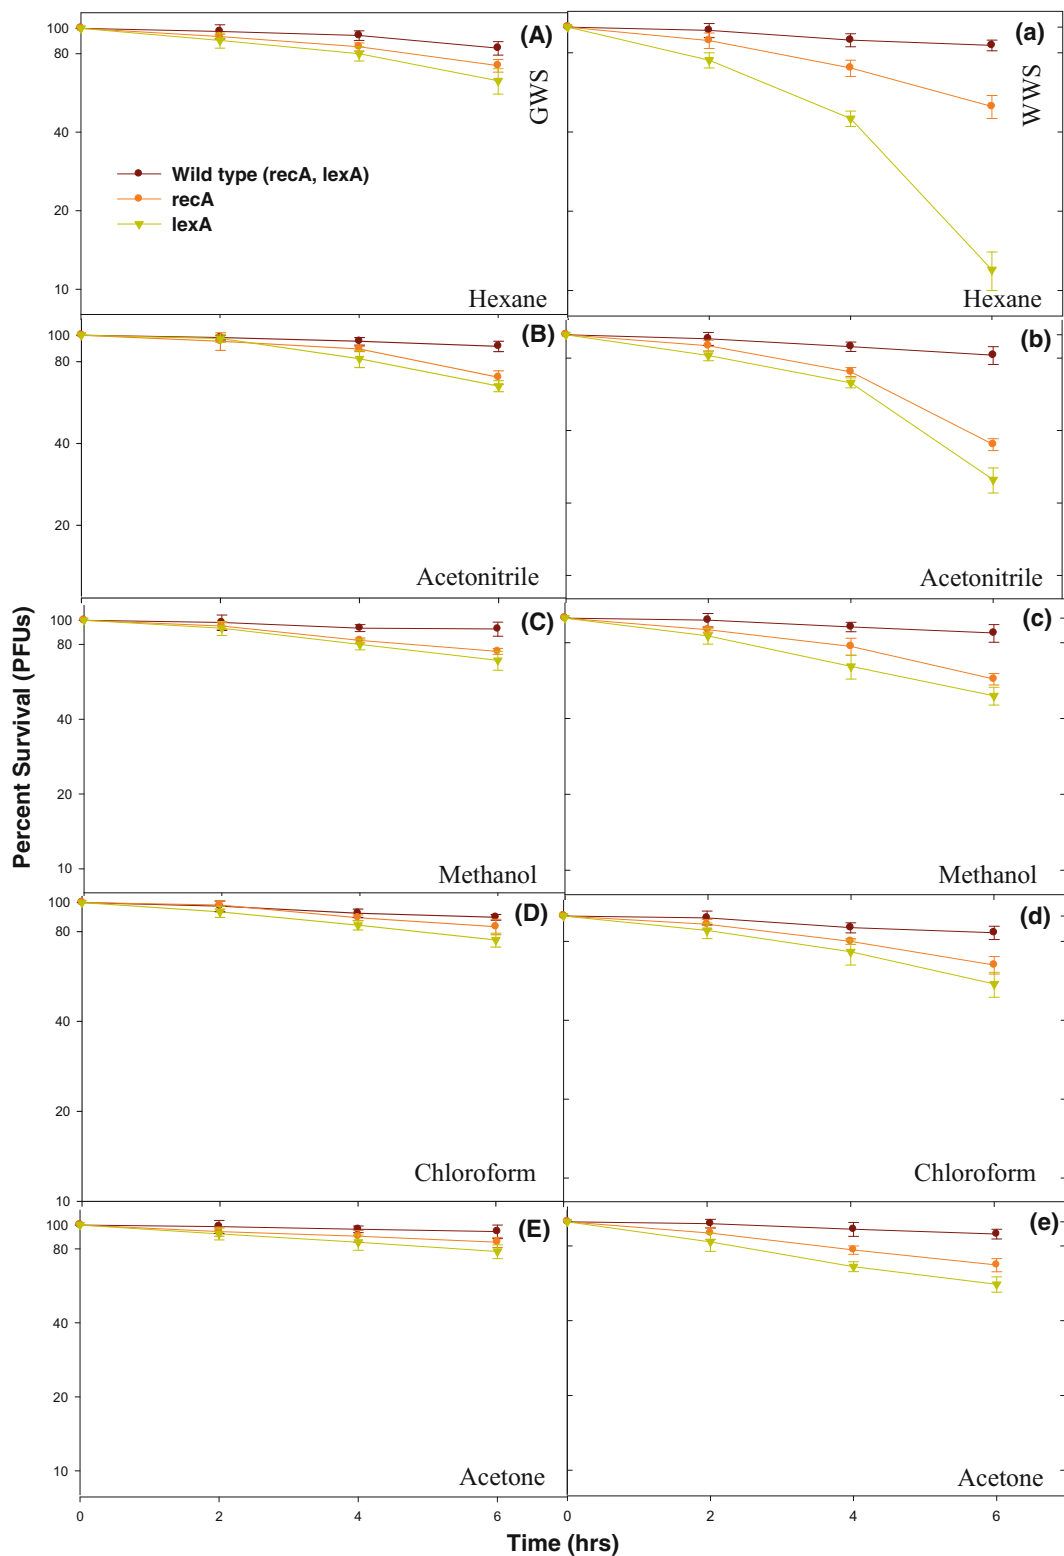 100
80
40
20
10
(A)
GWS
Wild type (recA, lexA)
recA
lexA
Hexane
(a)
WWS
Hexane
100
80
40
20
(B)
Acetonitrile
(b)
Acetonitrile
Percent Survival (PFUs)
100
80
40
20
10
(C)
Methanol
(c)
Methanol
100
80
40
20
10
(D)
Chloroform
(d)
Chloroform
100
80
40
20
10
(E)
Acetone
(e)
Acetone
0 2 4 6 0 2 4 6
Time (hrs)